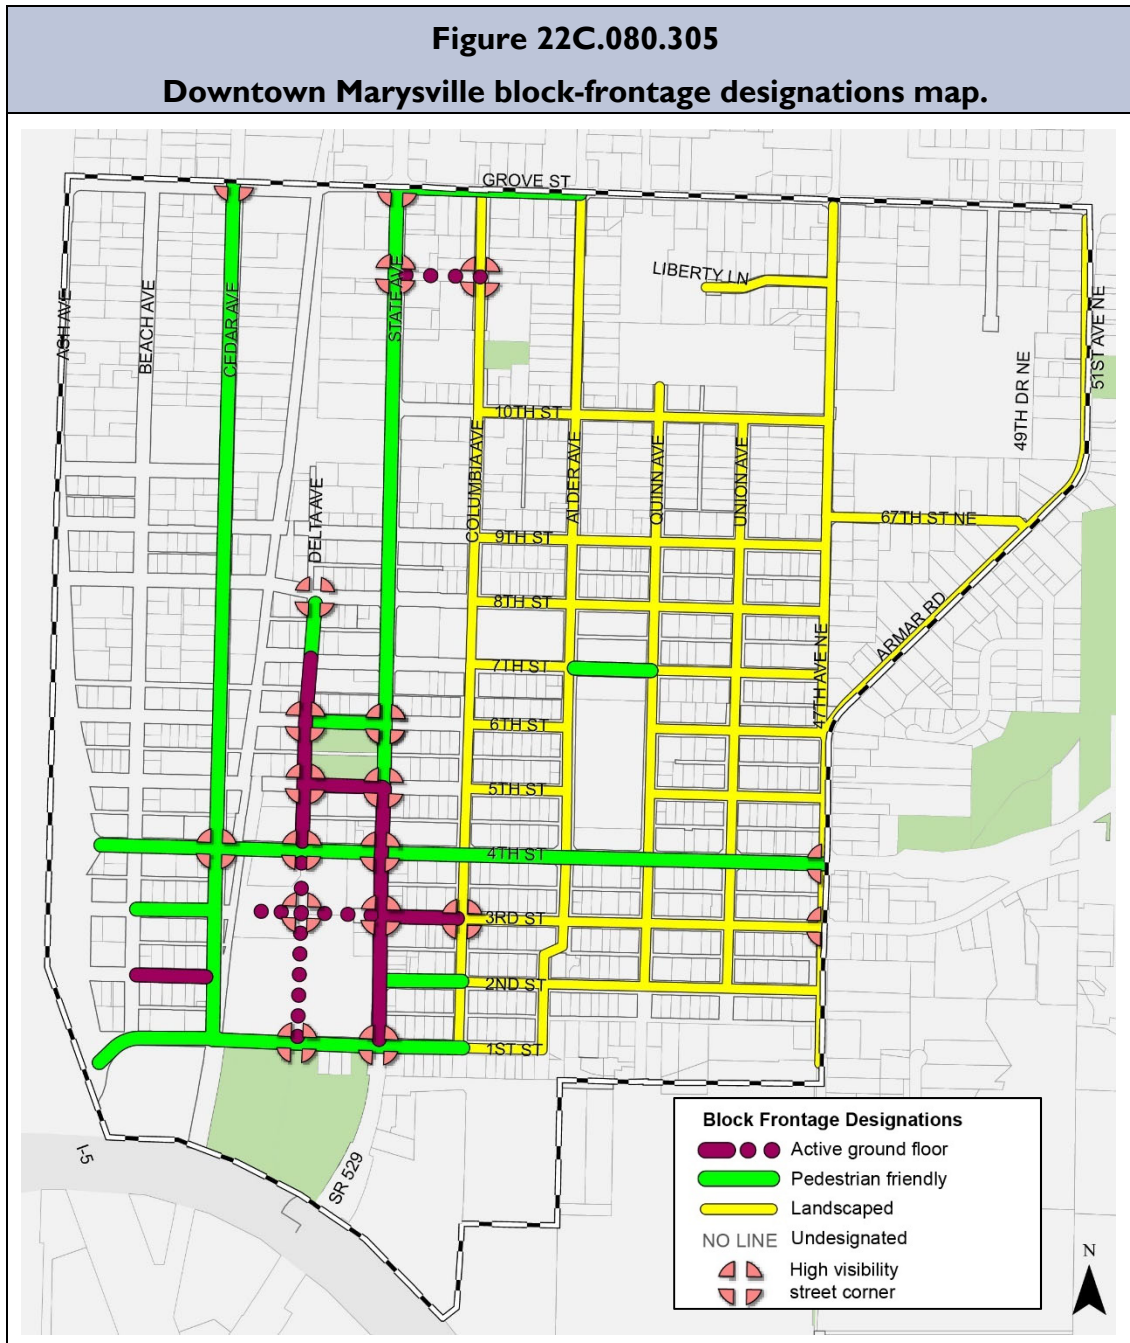 Figure 22C.080.305
Downtown Marysville block-frontage designations map.
GROVE ST
LIBERTY LN
ASH AVE
BEACH AVE
CEDAR AVE
STATE AVE
51ST AVE NE
49TH DR NE
10TH ST
COLUMBIA AVE
ALDER AVE
QUINN AVE
UNION AVE
DELTA AVE
67TH ST NE
9TH ST
8TH ST
ARMAR RD
47TH AVE NE
7TH ST
6TH ST
5TH ST
4TH ST
3RD ST
2ND ST
1ST ST
I-5
SR 529
Block Frontage Designations
Active ground floor
Pedestrian friendly
Landscaped
NO LINE Undesignated
High visibility
street corner
N